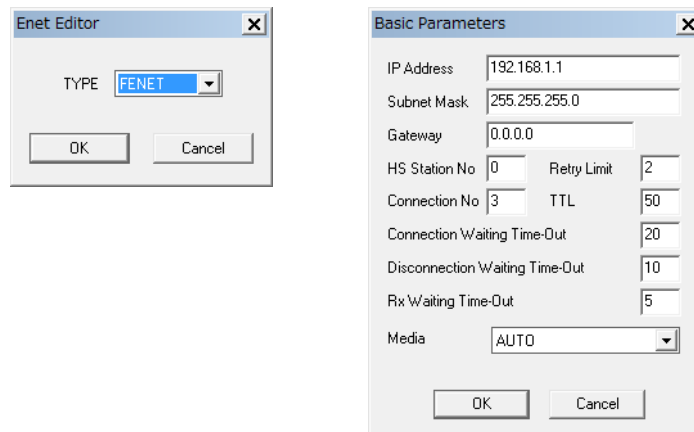 Enet Editor
TYPE FENET
OK Cancel
Basic Parameters
IP Address 192.168.1.1
Subnet Mask 255.255.255.0
Gateway 0.0.0.0
HS Station No 0 Retry Limit 2
Connection No 3 TTL 50
Connection Waiting Time-Out 20
Disconnection Waiting Time-Out 10
Rx Waiting Time-Out 5
Media AUTO
OK Cancel